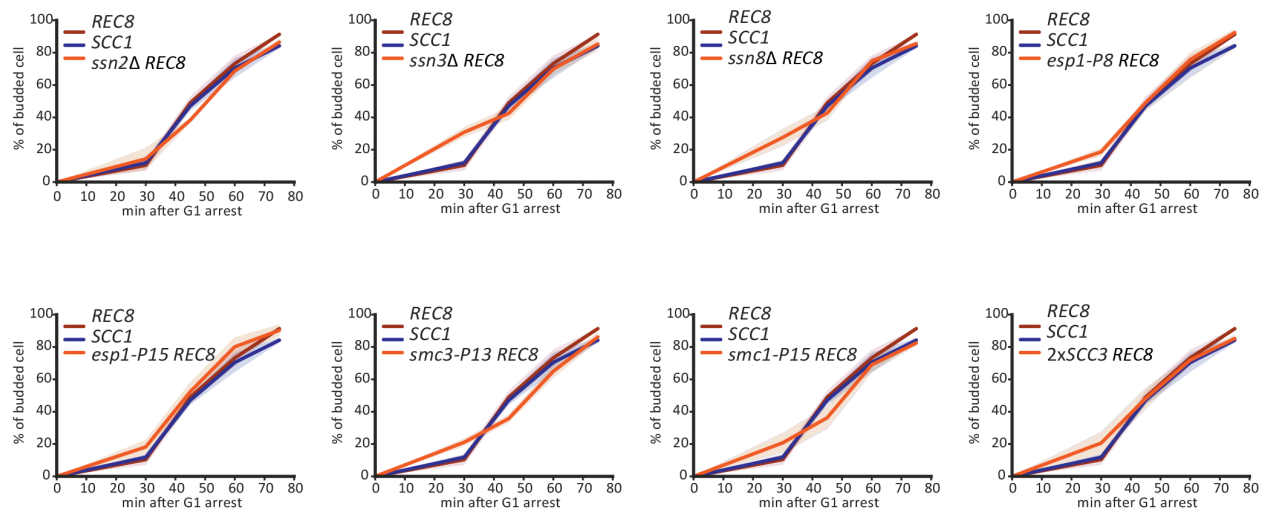 REC8
SCC1
ssn2Δ REC8
% of budded cell
100
80
60
40
20
0
0 10 20 30 40 50 60 70 80
min after G1 arrest
REC8
SCC1
ssn3Δ REC8
% of budded cell
100
80
60
40
20
0
0 10 20 30 40 50 60 70 80
min after G1 arrest
REC8
SCC1
ssn8Δ REC8
% of budded cell
100
80
60
40
20
0
0 10 20 30 40 50 60 70 80
min after G1 arrest
REC8
SCC1
esp1-P8 REC8
% of budded cell
100
80
60
40
20
0
0 10 20 30 40 50 60 70 80
min after G1 arrest
REC8
SCC1
esp1-P15 REC8
% of budded cell
100
80
60
40
20
0
0 10 20 30 40 50 60 70 80
min after G1 arrest
REC8
SCC1
smc3-P13 REC8
% of budded cell
100
80
60
40
20
0
0 10 20 30 40 50 60 70 80
min after G1 arrest
REC8
SCC1
smc1-P15 REC8
% of budded cell
100
80
60
40
20
0
0 10 20 30 40 50 60 70 80
min after G1 arrest
REC8
SCC1
2xSCC3 REC8
% of budded cell
100
80
60
40
20
0
0 10 20 30 40 50 60 70 80
min after G1 arrest